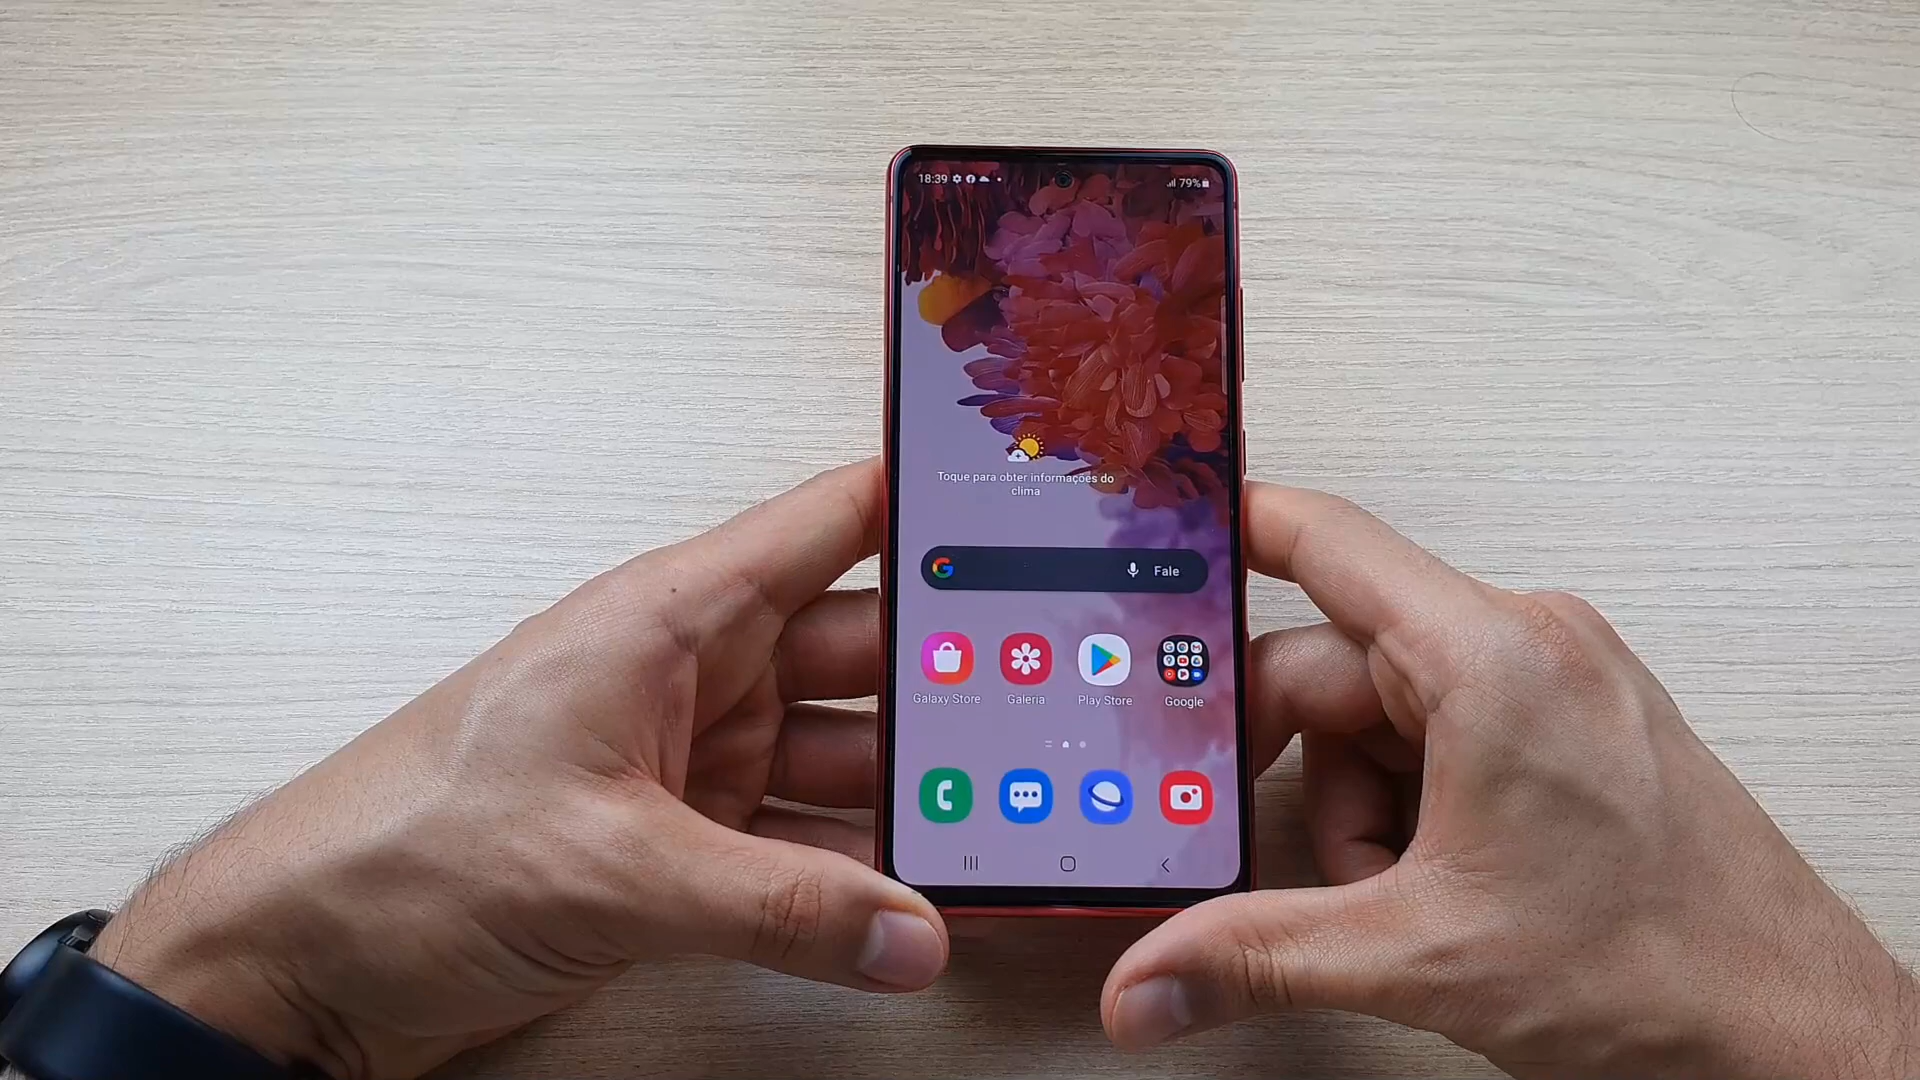 18:39
79%
Toque para obter informações do
clima
Fale
Galaxy Store
Galeria
Play Store
Google